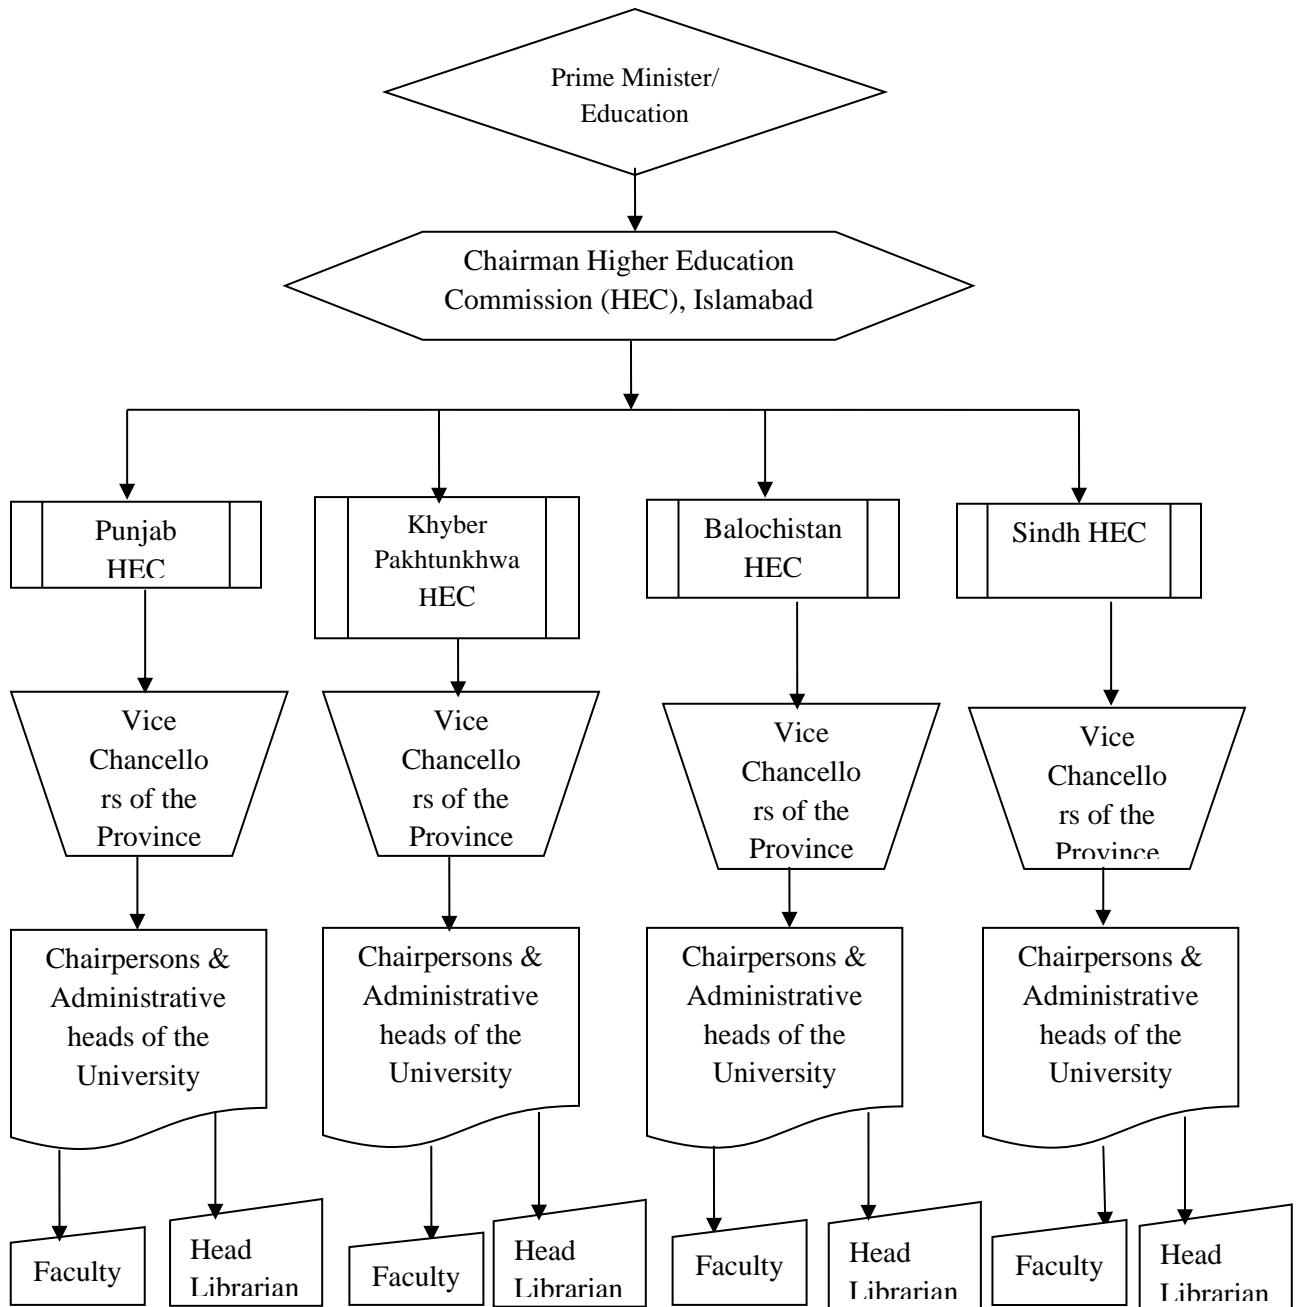 Prime Minister/
Education
Chairman Higher Education
Commission (HEC), Islamabad
Punjab
HEC
Khyber
Pakhtunkhwa
HEC
Balochistan
HEC
Sindh HEC
Vice
Chancello
rs of the
Province
Vice
Chancello
rs of the
Province
Vice
Chancello
rs of the
Province
Vice
Chancello
rs of the
Province
Chairpersons &
Administrative
heads of the
University
Chairpersons &
Administrative
heads of the
University
Chairpersons &
Administrative
heads of the
University
Chairpersons &
Administrative
heads of the
University
Faculty
Head
Librarian
Faculty
Head
Librarian
Faculty
Head
Librarian
Faculty
Head
Librarian